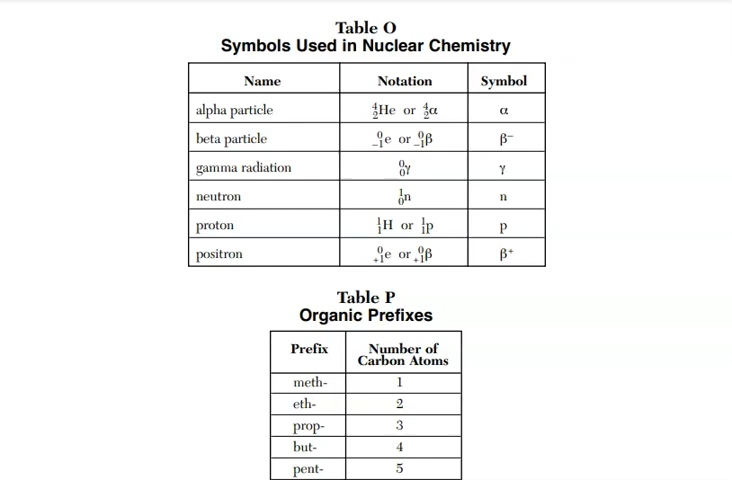 Table O
Symbols Used in Nuclear Chemistry
Name Notation Symbol
alpha particle ⁴₂He or ⁴₂α α
beta particle ⁰₋₁e or ⁰₋₁β β⁻
gamma radiation ⁰₀γ γ
neutron ¹₀n n
proton ¹₁H or ¹₁p p
positron ⁰₊₁e or ⁰₊₁β β⁺
Table P
Organic Prefixes
Prefix Number of
Carbon Atoms
meth- 1
eth- 2
prop- 3
but- 4
pent- 5